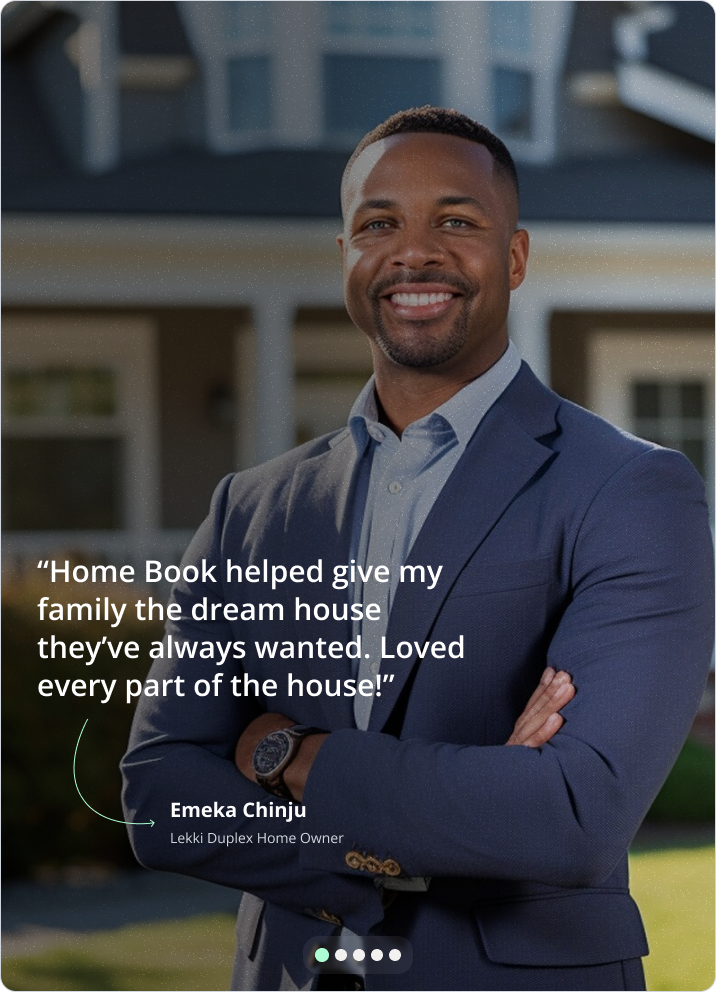 “Home Book helped give my
family the dream house
they’ve always wanted. Loved
every part of the house!”
Emeka Chinju
Lekki Duplex Home Owner